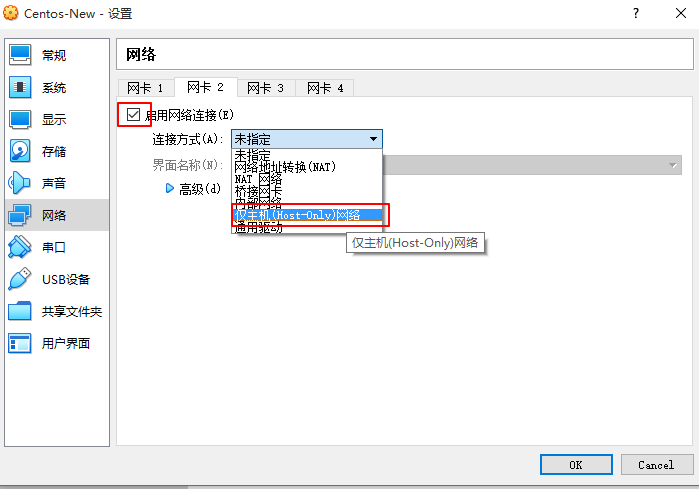 Centos-New - 设置
常规
系统
显示
存储
声音
网络
串口
USB设备
共享文件夹
用户界面
网络
网卡 1
网卡 2
网卡 3
网卡 4
启用网络连接(E)
连接方式(A):
未指定
未指定
网络地址转换(NAT)
NAT 网络
桥接网卡
内部网络
仅主机(Host-Only)网络
通用驱动
界面名称(N):
高级(d)
仅主机(Host-Only)网络
OK
Cancel